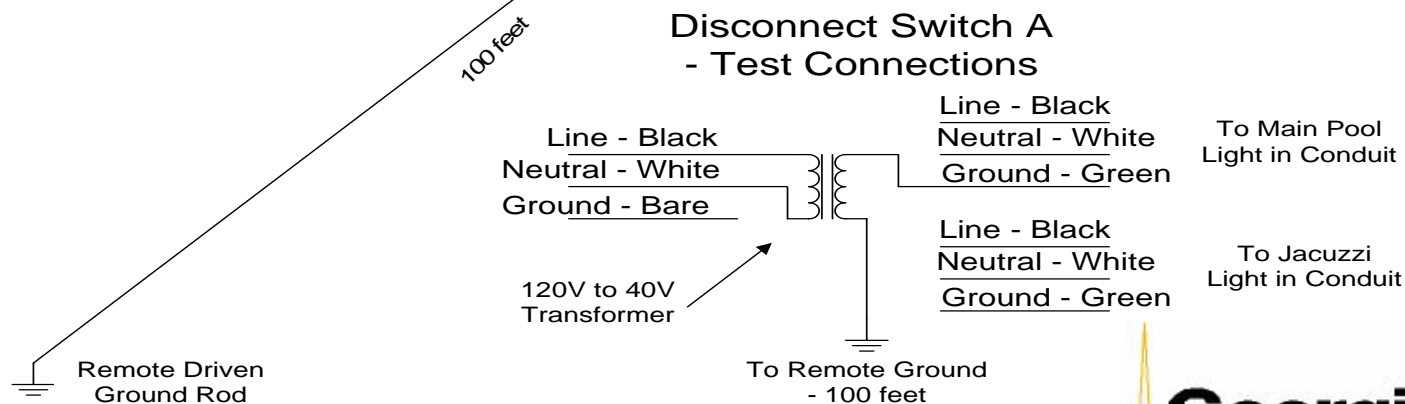 100 feet
Disconnect Switch A
- Test Connections
Line - Black
Neutral - White
Ground - Bare
Line - Black
Neutral - White
Ground - Green
To Main Pool
Light in Conduit
Line - Black
Neutral - White
Ground - Green
To Jacuzzi
Light in Conduit
120V to 40V
Transformer
Remote Driven
Ground Rod
To Remote Ground
- 100 feet